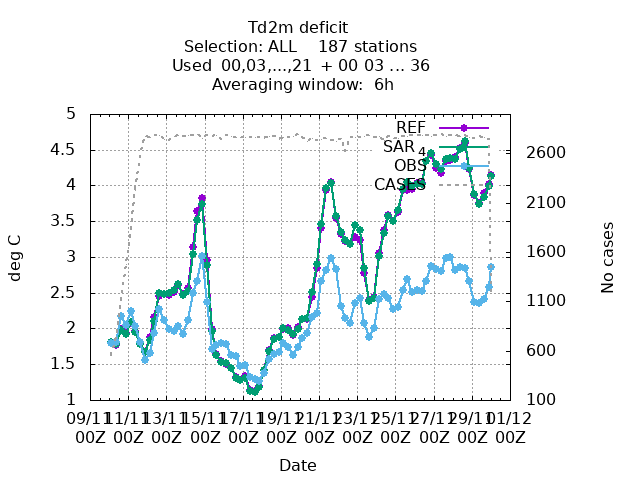 Td2m deficit
Selection: ALL    187 stations
Used  00,03,...,21  + 00 03 ... 36
Averaging window:  6h
REF
SAR 4
OBS
CASES
5
4.5
4
3.5
3
2.5
2
1.5
1
deg C
2600
2100
1600
1100
600
100
No cases
09/11 11/11 13/11 15/11 17/11 19/11 21/11 23/11 25/11 27/11 29/11 01/12
00Z 00Z 00Z 00Z 00Z 00Z 00Z 00Z 00Z 00Z 00Z 00Z
Date